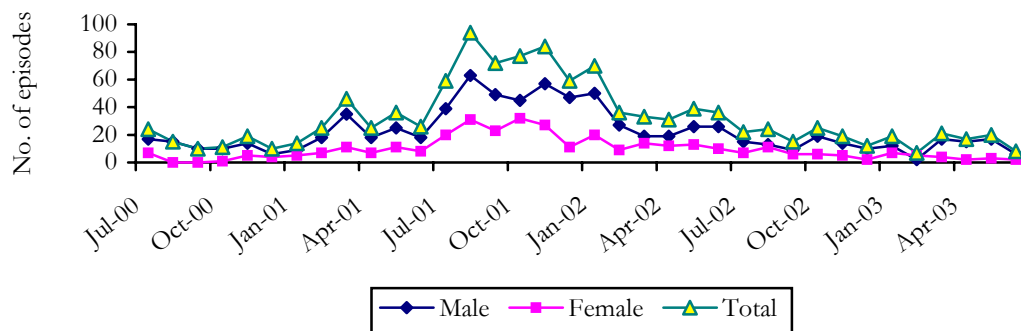 No. of episodes
100
80
60
40
20
0
Jul-00
Oct-00
Jan-01
Apr-01
Jul-01
Oct-01
Jan-02
Apr-02
Jul-02
Oct-02
Jan-03
Apr-03
Male Female Total